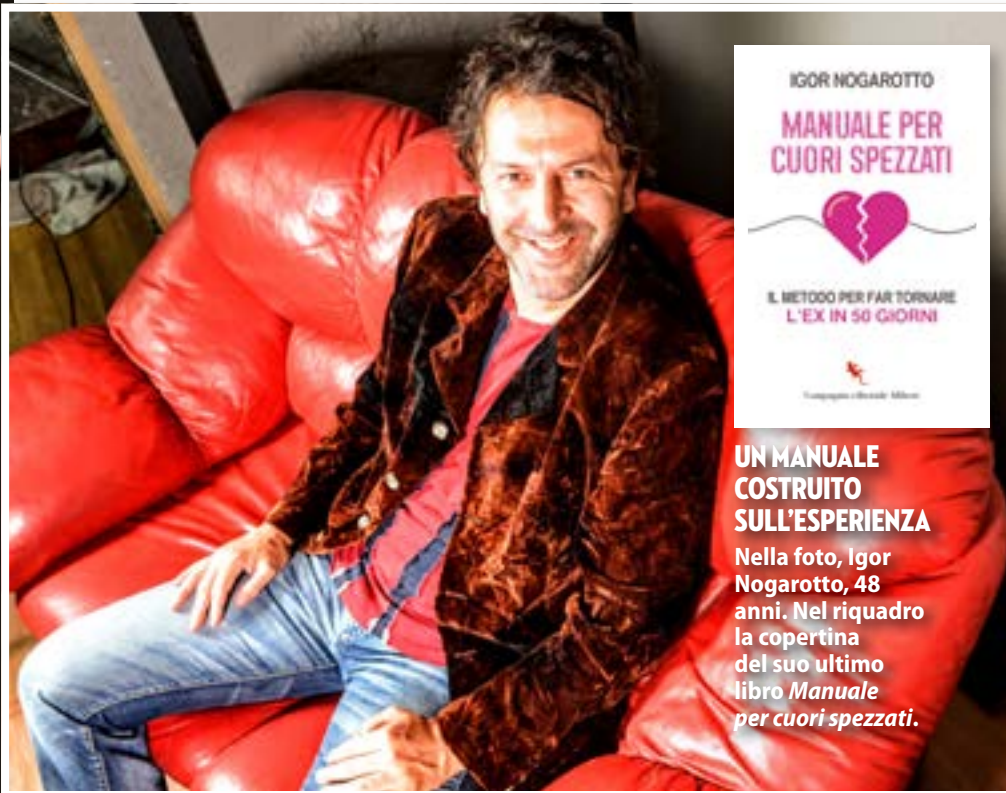 IGOR NOGAROTTO
MANUALE PER
CUORI SPEZZATI
IL METODO PER FAR TORNARE
L'EX IN 50 GIORNI
UN MANUALE
COSTRUITO
SULL'ESPERIENZA
Nella foto, Igor
Nogarotto, 48
anni. Nel riquadro
la copertina
del suo ultimo
libro Manuale
per cuori spezzati.